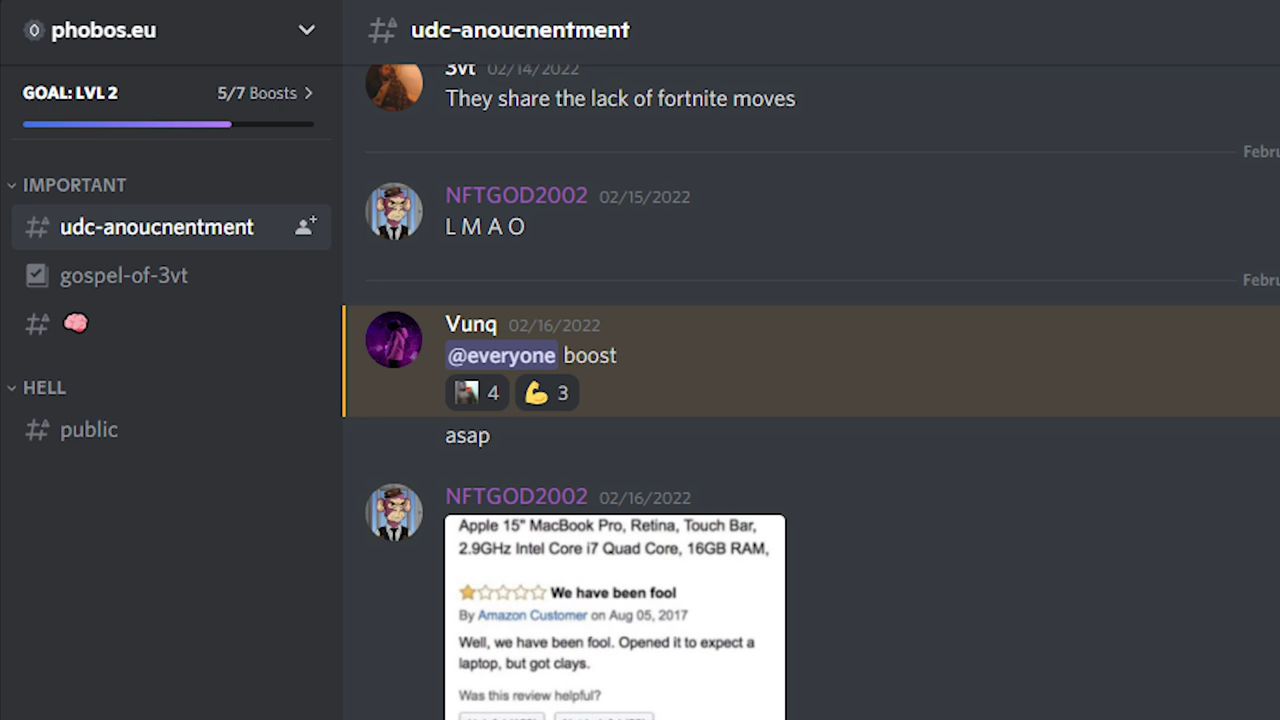 phobos.eu
GOAL: LVL 2 5/7 Boosts
IMPORTANT
udc-anoucnentment
gospel-of-3vt
HELL
public
udc-anoucnentment
3vt 02/14/2022
They share the lack of fortnite moves
Febru
NFTGOD2002 02/15/2022
L M A O
Febru
Vunq 02/16/2022
@everyone boost
4 3
asap
NFTGOD2002 02/16/2022
Apple 15" MacBook Pro, Retina, Touch Bar,
2.9GHz Intel Core i7 Quad Core, 16GB RAM,
We have been fool
By Amazon Customer on Aug 05, 2017
Well, we have been fool. Opened it to expect a
laptop, but got clays.
Was this review helpful?